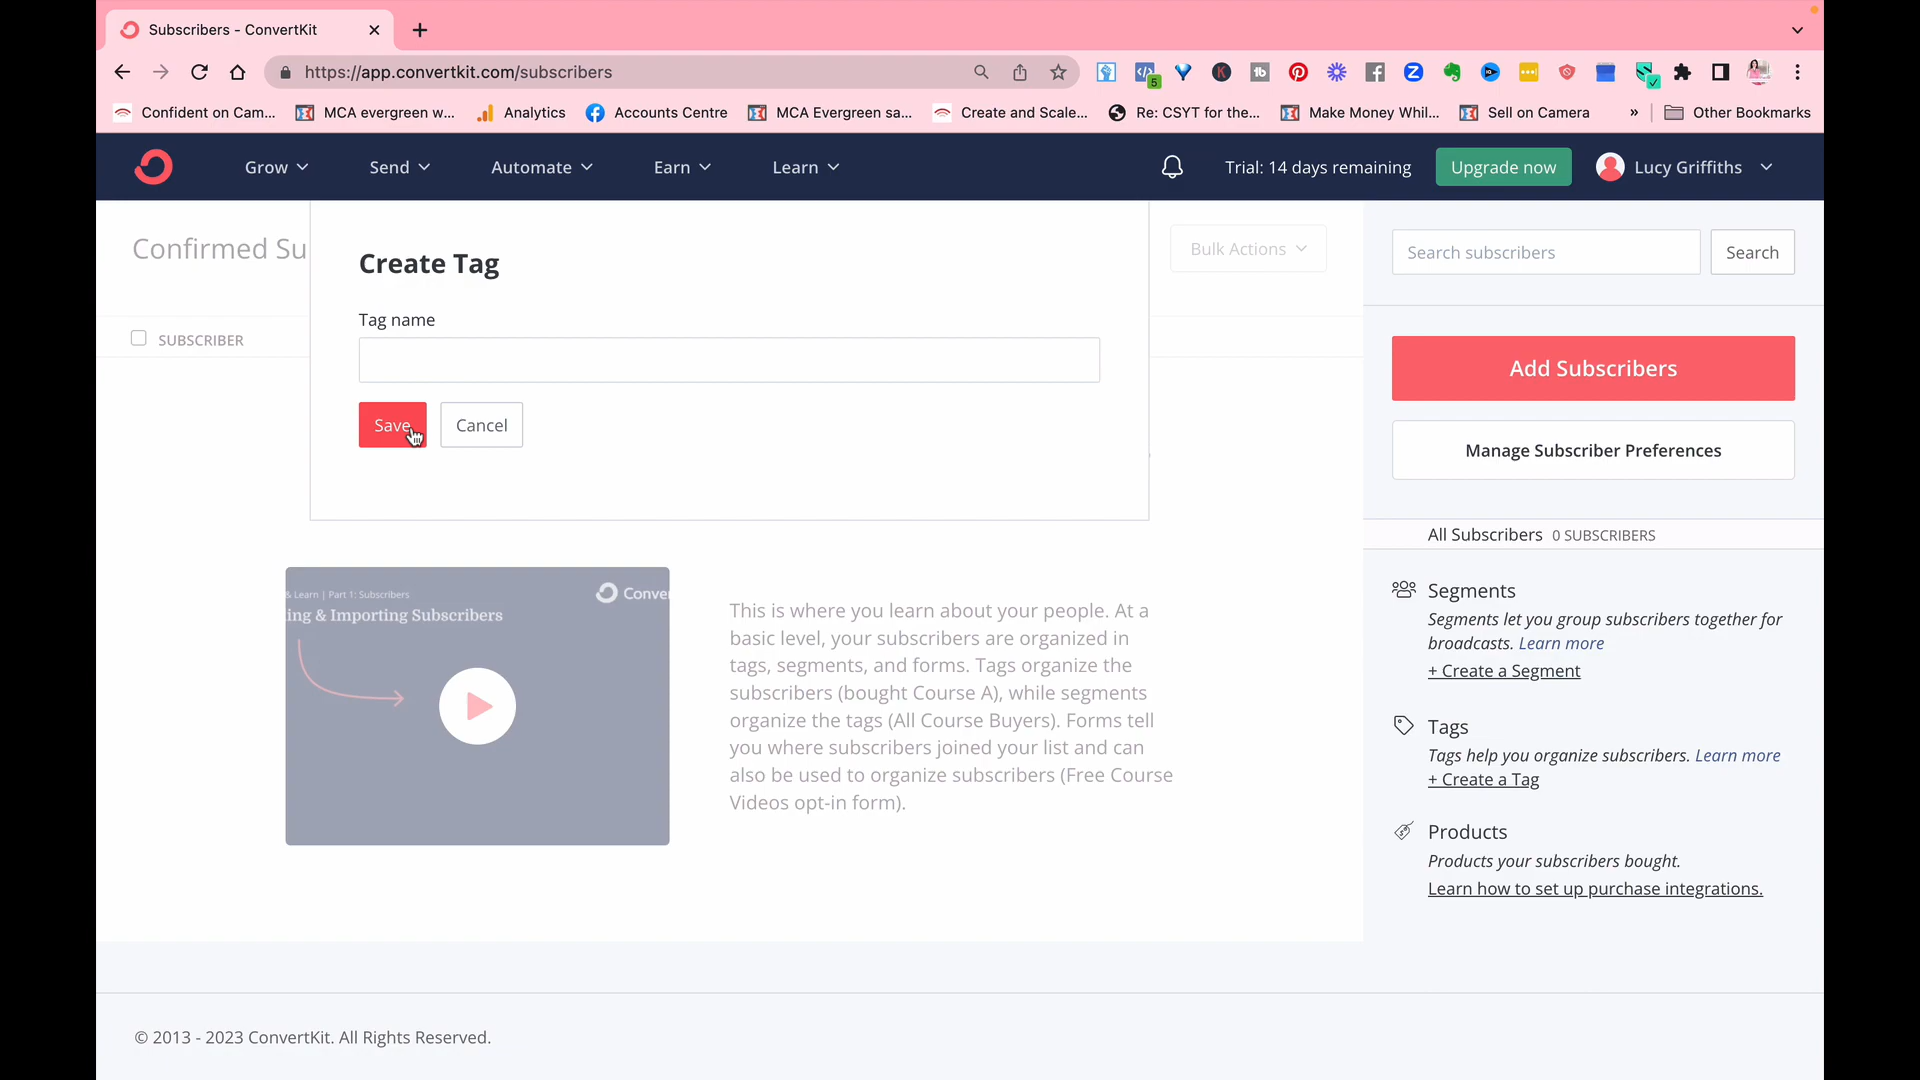 Subscribers - ConvertKit
https://app.convertkit.com/subscribers
5
Confident on Cam...
MCA evergreen w...
Analytics
Accounts Centre
MCA Evergreen sa...
Create and Scale...
Re: CSYT for the...
Make Money Whil...
Sell on Camera
»
Other Bookmarks
Grow
Send
Automate
Earn
Learn
Trial: 14 days remaining
Upgrade now
Lucy Griffiths
Confirmed Su
Bulk Actions
Search subscribers
Search
Create Tag
Tag name
SUBSCRIBER
Save
Cancel
Add Subscribers
Manage Subscriber Preferences
All Subscribers 0 SUBSCRIBERS
Segments
Segments let you group subscribers together for
broadcasts. Learn more
+ Create a Segment
Tags
Tags help you organize subscribers. Learn more
+ Create a Tag
Products
Products your subscribers bought.
Learn how to set up purchase integrations.
& Learn | Part 1: Subscribers
ing & Importing Subscribers
Conver
This is where you learn about your people. At a
basic level, your subscribers are organized in
tags, segments, and forms. Tags organize the
subscribers (bought Course A), while segments
organize the tags (All Course Buyers). Forms tell
you where subscribers joined your list and can
also be used to organize subscribers (Free Course
Videos opt-in form).
© 2013 - 2023 ConvertKit. All Rights Reserved.